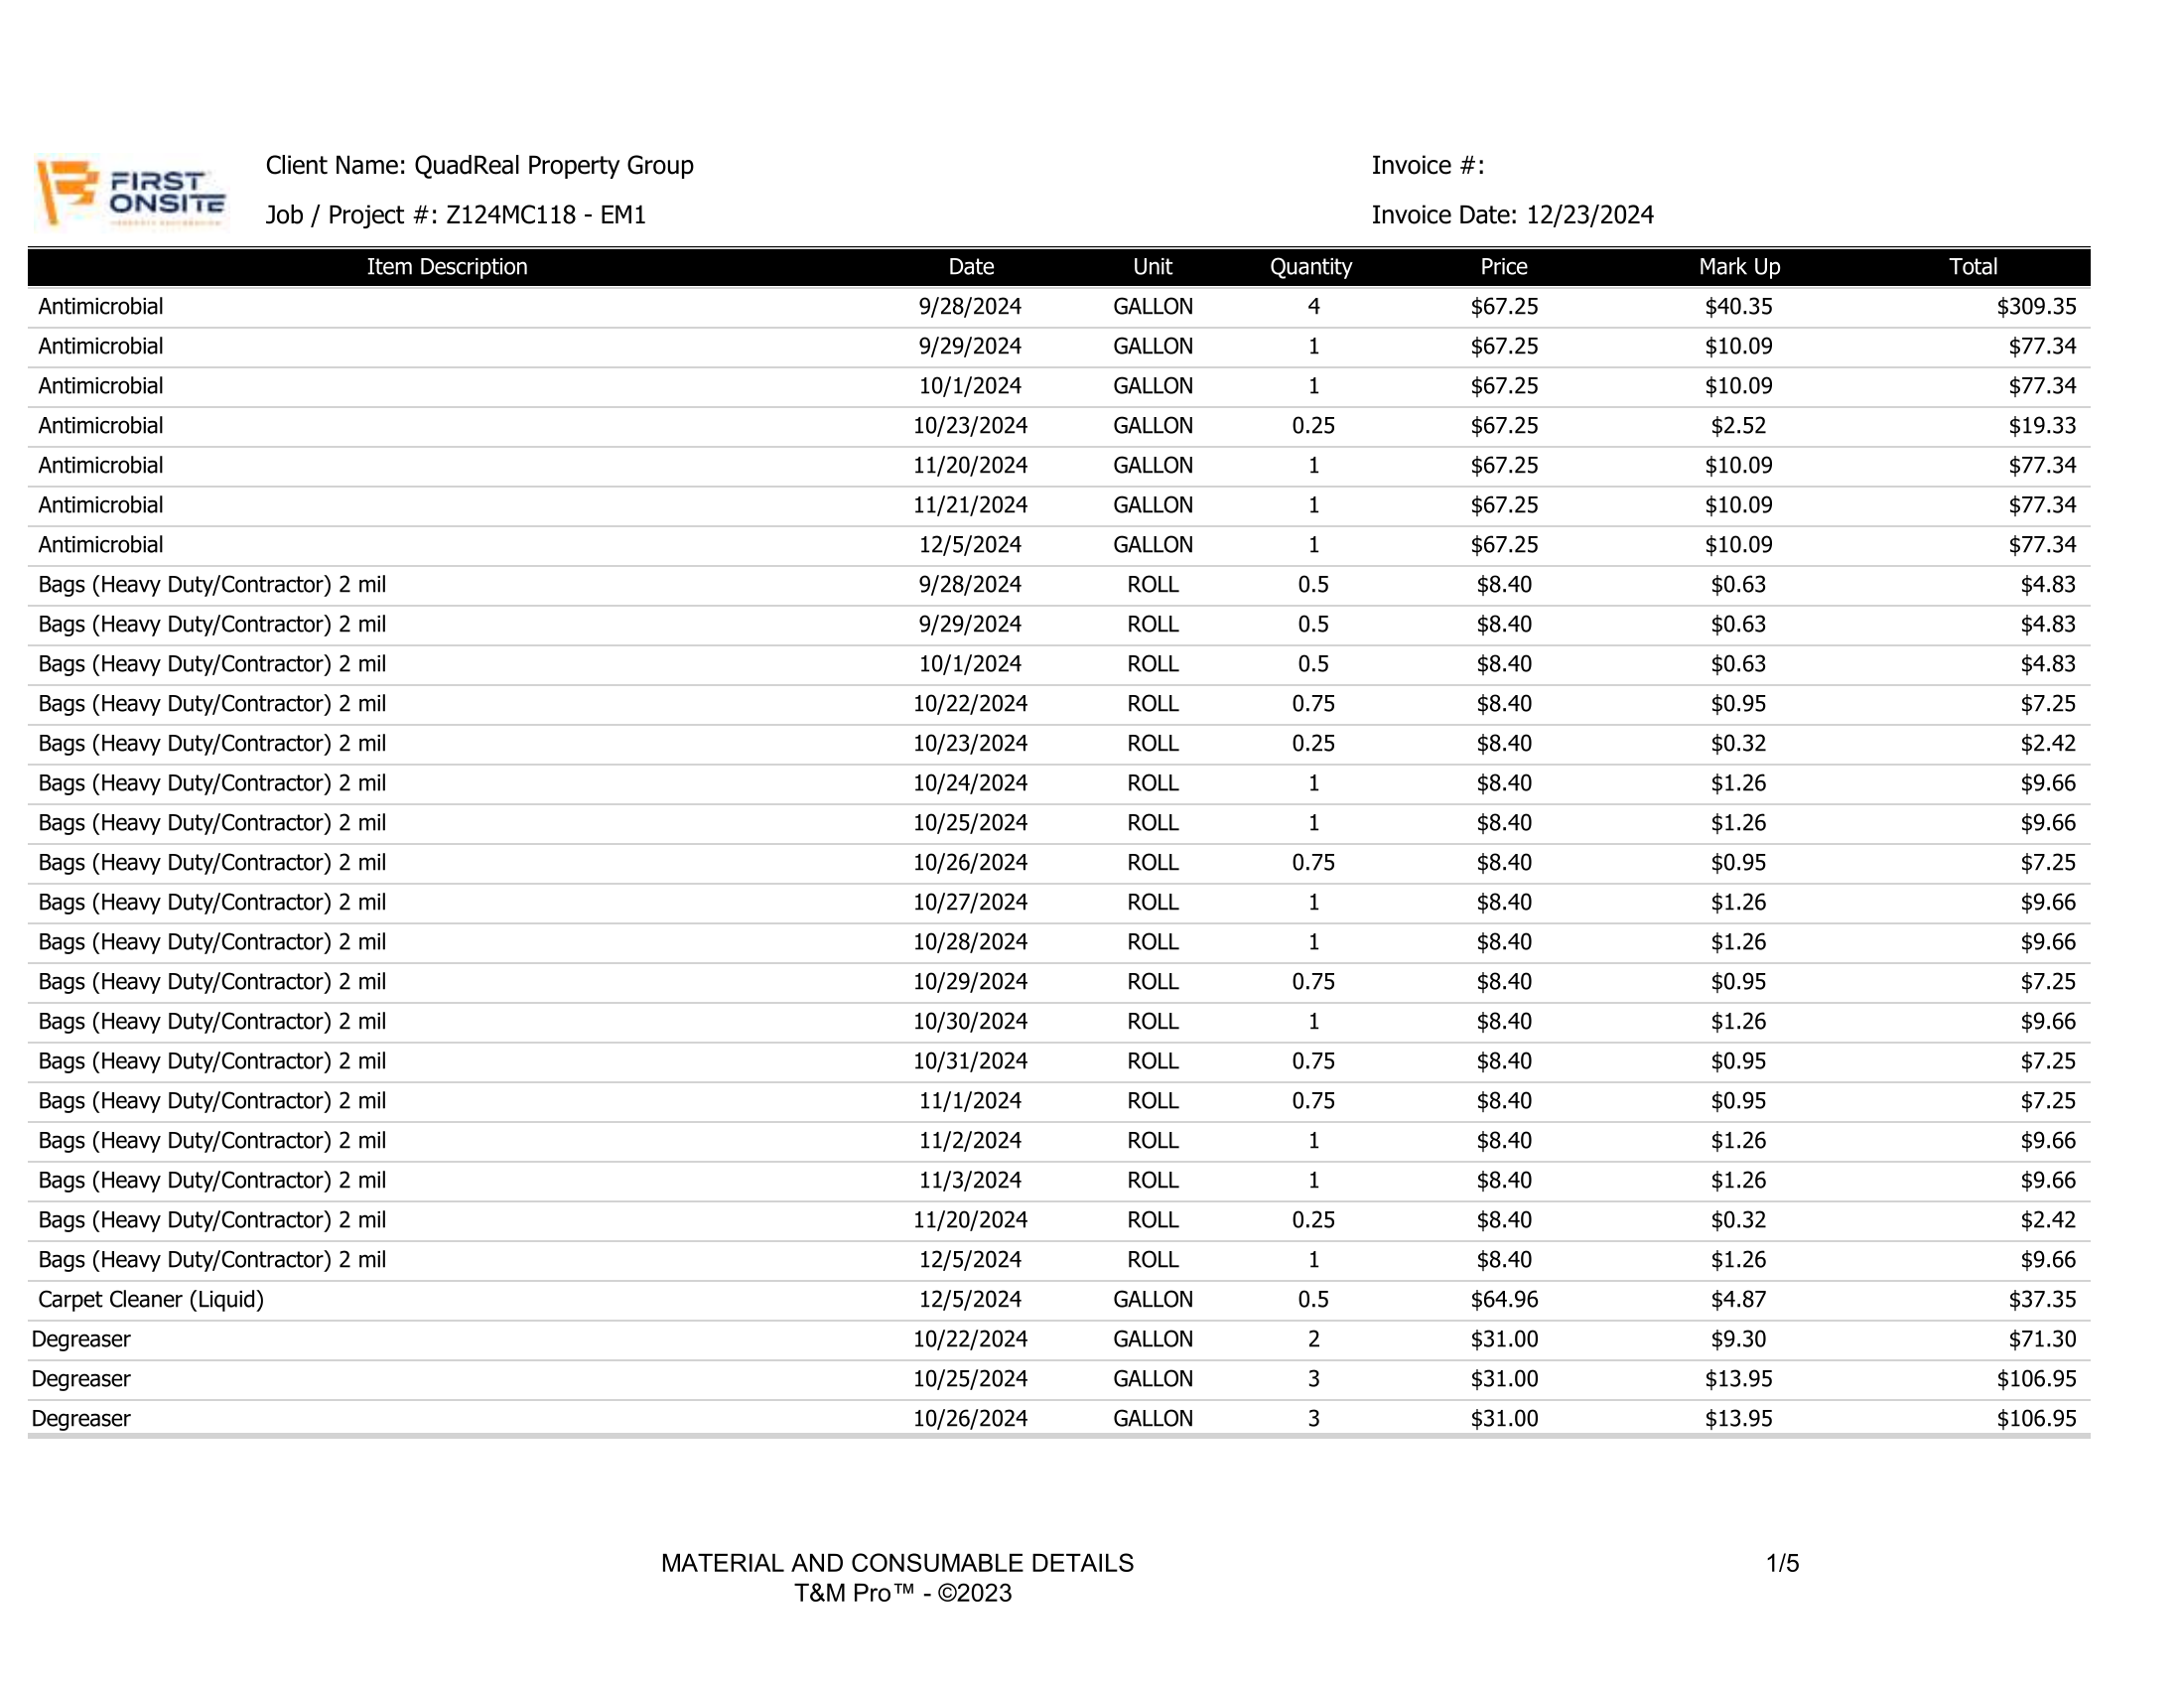 FIRST
ONSITE
Client Name: QuadReal Property Group
Invoice #:
Job / Project #: Z124MC118 - EM1
Invoice Date: 12/23/2024
Item Description Date Unit Quantity Price Mark Up Total
Antimicrobial 9/28/2024 GALLON 4 $67.25 $40.35 $309.35
Antimicrobial 9/29/2024 GALLON 1 $67.25 $10.09 $77.34
Antimicrobial 10/1/2024 GALLON 1 $67.25 $10.09 $77.34
Antimicrobial 10/23/2024 GALLON 0.25 $67.25 $2.52 $19.33
Antimicrobial 11/20/2024 GALLON 1 $67.25 $10.09 $77.34
Antimicrobial 11/21/2024 GALLON 1 $67.25 $10.09 $77.34
Antimicrobial 12/5/2024 GALLON 1 $67.25 $10.09 $77.34
Bags (Heavy Duty/Contractor) 2 mil 9/28/2024 ROLL 0.5 $8.40 $0.63 $4.83
Bags (Heavy Duty/Contractor) 2 mil 9/29/2024 ROLL 0.5 $8.40 $0.63 $4.83
Bags (Heavy Duty/Contractor) 2 mil 10/1/2024 ROLL 0.5 $8.40 $0.63 $4.83
Bags (Heavy Duty/Contractor) 2 mil 10/22/2024 ROLL 0.75 $8.40 $0.95 $7.25
Bags (Heavy Duty/Contractor) 2 mil 10/23/2024 ROLL 0.25 $8.40 $0.32 $2.42
Bags (Heavy Duty/Contractor) 2 mil 10/24/2024 ROLL 1 $8.40 $1.26 $9.66
Bags (Heavy Duty/Contractor) 2 mil 10/25/2024 ROLL 1 $8.40 $1.26 $9.66
Bags (Heavy Duty/Contractor) 2 mil 10/26/2024 ROLL 0.75 $8.40 $0.95 $7.25
Bags (Heavy Duty/Contractor) 2 mil 10/27/2024 ROLL 1 $8.40 $1.26 $9.66
Bags (Heavy Duty/Contractor) 2 mil 10/28/2024 ROLL 1 $8.40 $1.26 $9.66
Bags (Heavy Duty/Contractor) 2 mil 10/29/2024 ROLL 0.75 $8.40 $0.95 $7.25
Bags (Heavy Duty/Contractor) 2 mil 10/30/2024 ROLL 1 $8.40 $1.26 $9.66
Bags (Heavy Duty/Contractor) 2 mil 10/31/2024 ROLL 0.75 $8.40 $0.95 $7.25
Bags (Heavy Duty/Contractor) 2 mil 11/1/2024 ROLL 0.75 $8.40 $0.95 $7.25
Bags (Heavy Duty/Contractor) 2 mil 11/2/2024 ROLL 1 $8.40 $1.26 $9.66
Bags (Heavy Duty/Contractor) 2 mil 11/3/2024 ROLL 1 $8.40 $1.26 $9.66
Bags (Heavy Duty/Contractor) 2 mil 11/20/2024 ROLL 0.25 $8.40 $0.32 $2.42
Bags (Heavy Duty/Contractor) 2 mil 12/5/2024 ROLL 1 $8.40 $1.26 $9.66
Carpet Cleaner (Liquid) 12/5/2024 GALLON 0.5 $64.96 $4.87 $37.35
Degreaser 10/22/2024 GALLON 2 $31.00 $9.30 $71.30
Degreaser 10/25/2024 GALLON 3 $31.00 $13.95 $106.95
Degreaser 10/26/2024 GALLON 3 $31.00 $13.95 $106.95
MATERIAL AND CONSUMABLE DETAILS 1/5
T&M Pro™ - ©2023